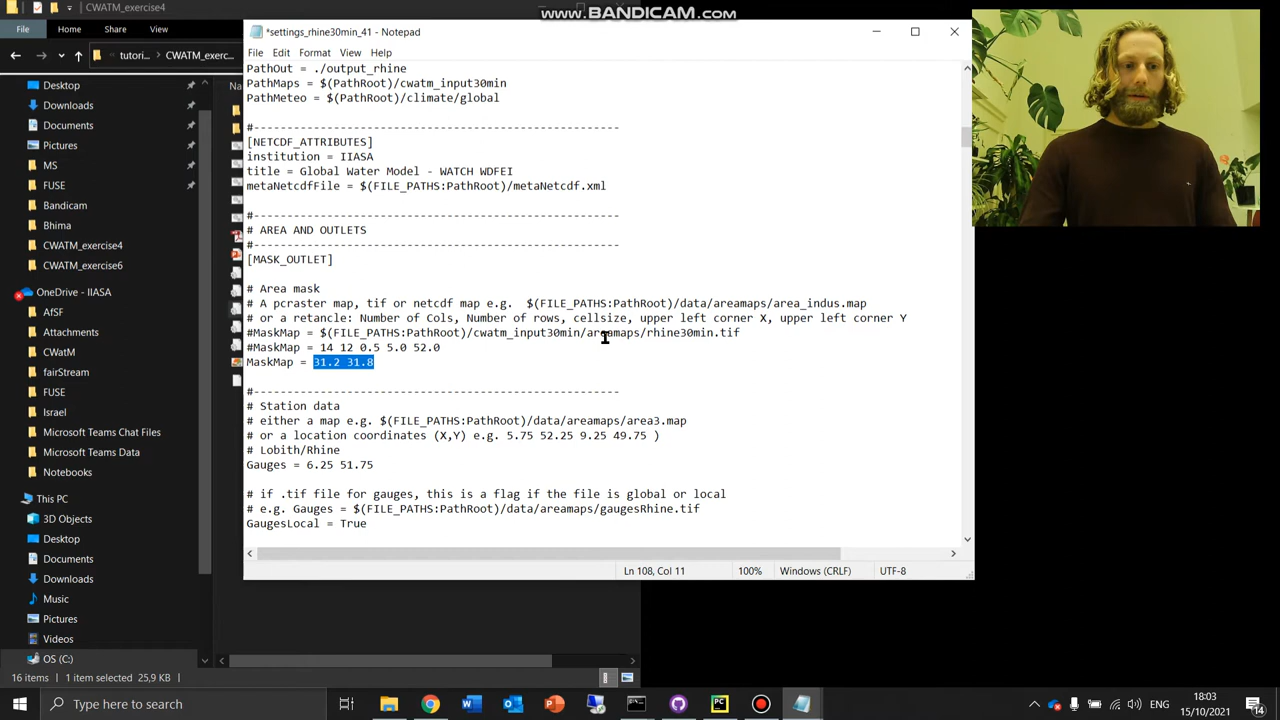 CWATM_exercise4
www.BANDICAM.com
File
Home
Share
View
tutori...
CWATM_exerc...
Desktop
Downloads
Documents
Pictures
MS
FUSE
Bandicam
Bhima
CWATM_exercise4
CWATM_exercise6
OneDrive - IIASA
AfSF
Attachments
CWatM
fairStream
FUSE
Israel
Microsoft Teams Chat Files
Microsoft Teams Data
Notebooks
This PC
3D Objects
Desktop
Documents
Downloads
Music
Pictures
Videos
OS (C:)
Na
16 items
1 item selected 25,9 KB
*settings_rhine30min_41 - Notepad
File Edit Format View Help
PathOut = ./output_rhine
PathMaps = $(PathRoot)/cwatm_input30min
PathMeteo = $(PathRoot)/climate/global
#-------------------------------------------------
[NETCDF_ATTRIBUTES]
institution = IIASA
title = Global Water Model - WATCH WDFEI
metaNetcdfFile = $(FILE_PATHS:PathRoot)/metaNetcdf.xml
#-------------------------------------------------
# AREA AND OUTLETS
#-------------------------------------------------
[MASK_OUTLET]
# Area mask
# A pcraster map, tif or netcdf map e.g.  $(FILE_PATHS:PathRoot)/data/areamaps/area_indus.map
# or a retancle: Number of Cols, Number of rows, cellsize, upper left corner X, upper left corner Y
#MaskMap = $(FILE_PATHS:PathRoot)/cwatm_input30min/areamaps/rhine30min.tif
#MaskMap = 14 12 0.5 5.0 52.0
MaskMap = 31.2 31.8
#-------------------------------------------------
# Station data
# either a map e.g. $(FILE_PATHS:PathRoot)/data/areamaps/area3.map
# or a location coordinates (X,Y) e.g. 5.75 52.25 9.25 49.75 )
# Lobith/Rhine
Gauges = 6.25 51.75
# if .tif file for gauges, this is a flag if the file is global or local
# e.g. Gauges = $(FILE_PATHS:PathRoot)/data/areamaps/gaugesRhine.tif
GaugesLocal = True
Ln 108, Col 11
100%
Windows (CRLF)
UTF-8
Type here to search
ENG
18:03
15/10/2021
14